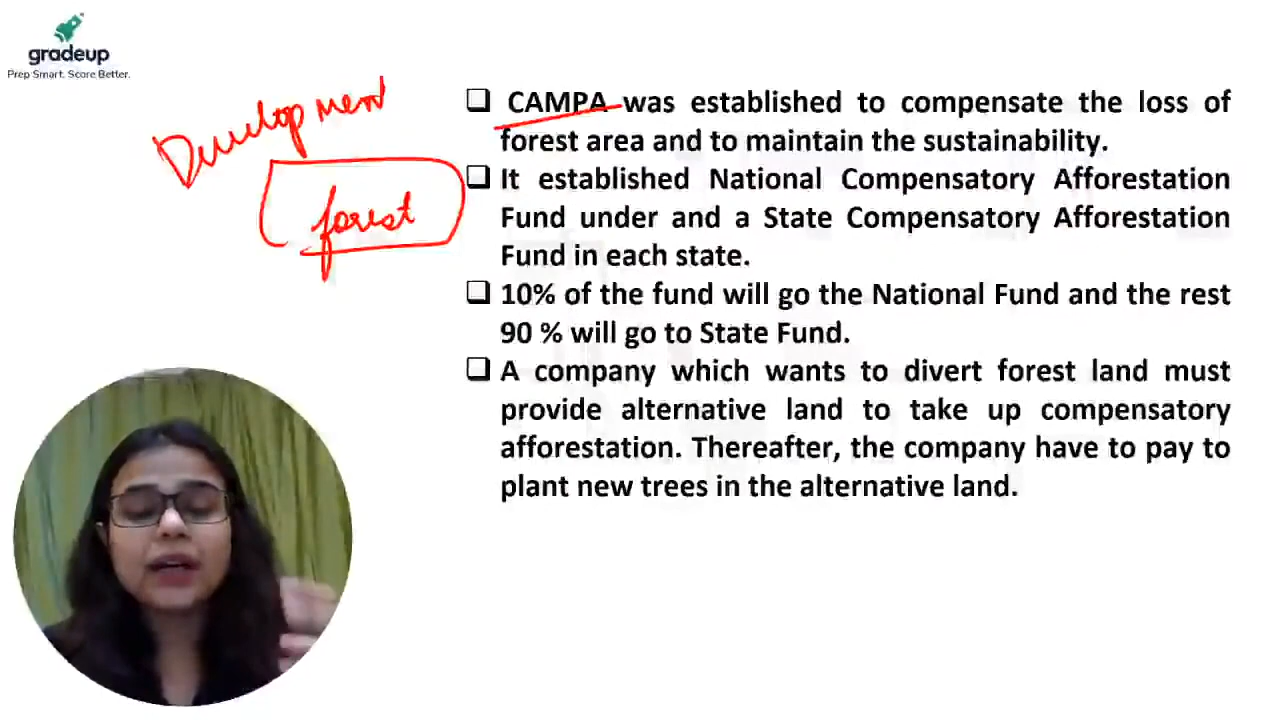 gradeup
Prep Smart. Score Better.
Development
forest
CAMPA was established to compensate the loss of
forest area and to maintain the sustainability.
It established National Compensatory Afforestation
Fund under and a State Compensatory Afforestation
Fund in each state.
10% of the fund will go the National Fund and the rest
90 % will go to State Fund.
A company which wants to divert forest land must
provide alternative land to take up compensatory
afforestation. Thereafter, the company have to pay to
plant new trees in the alternative land.